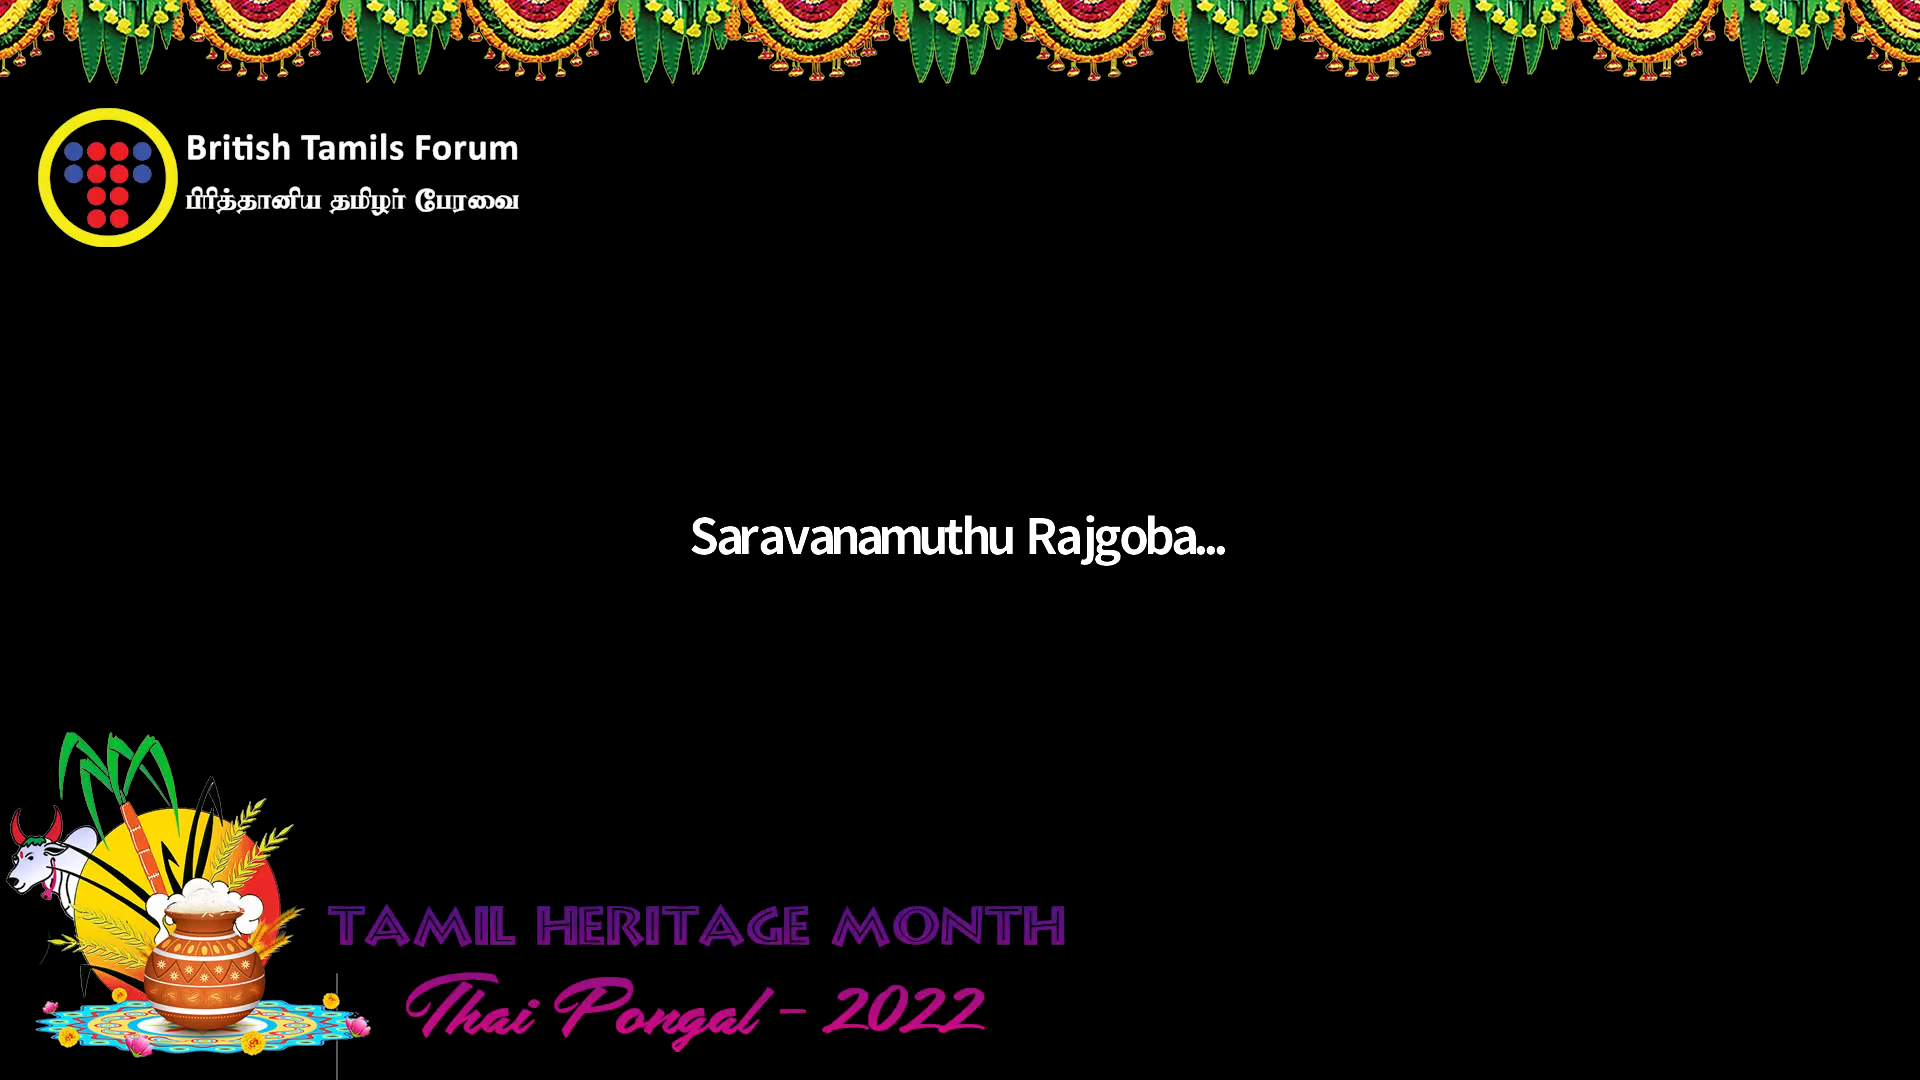 British Tamils Forum
பிரித்தானிய தமிழர் பேரவை
Saravanamuthu Rajgoba...
TAMIL HERITAGE MONTH
Thai Pongal - 2022